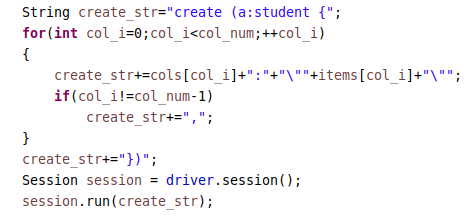 String create_str="create (a:student {";
for(int col_i=0;col_i<col_num;++col_i)
{
create_str+=cols[col_i]+":"+"\""+items[col_i]+"\"";
if(col_i!=col_num-1)
create_str+=",";
}
create_str+="})";
Session session = driver.session();
session.run(create_str);